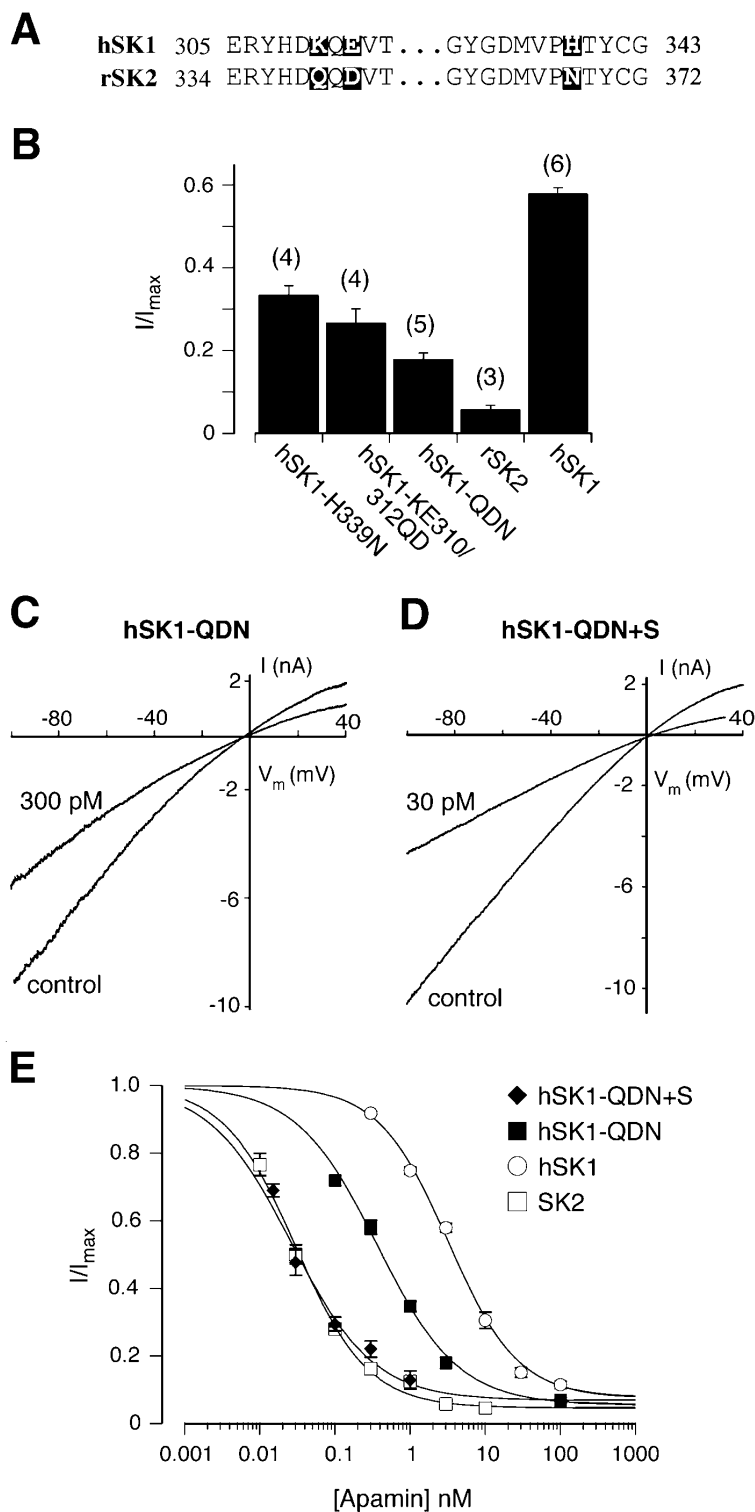 A
hSK1 305 ERYHDKQEVT...GYGDMVPHTYCG 343
rSK2 334 ERYHDQQDVT...GYGDMVPNTYCG 372
B
0.6
0.4
0.2
0
I/Imax
(4)
(4)
(5)
(3)
(6)
hSK1-H339N
hSK1-KE310/
312QD
hSK1-QDN
rSK2
hSK1
C
hSK1-QDN
I (nA)
2
-80
-40
40
Vm (mV)
-2
300 pM
-6
control
-10
D
hSK1-QDN+S
I (nA)
2
-80
-40
40
Vm (mV)
-2
30 pM
-6
control
-10
E
1.0
0.8
0.6
0.4
0.2
0
I/Imax
hSK1-QDN+S
hSK1-QDN
hSK1
SK2
0.001 0.01 0.1 1 10 100 1000
[Apamin] nM